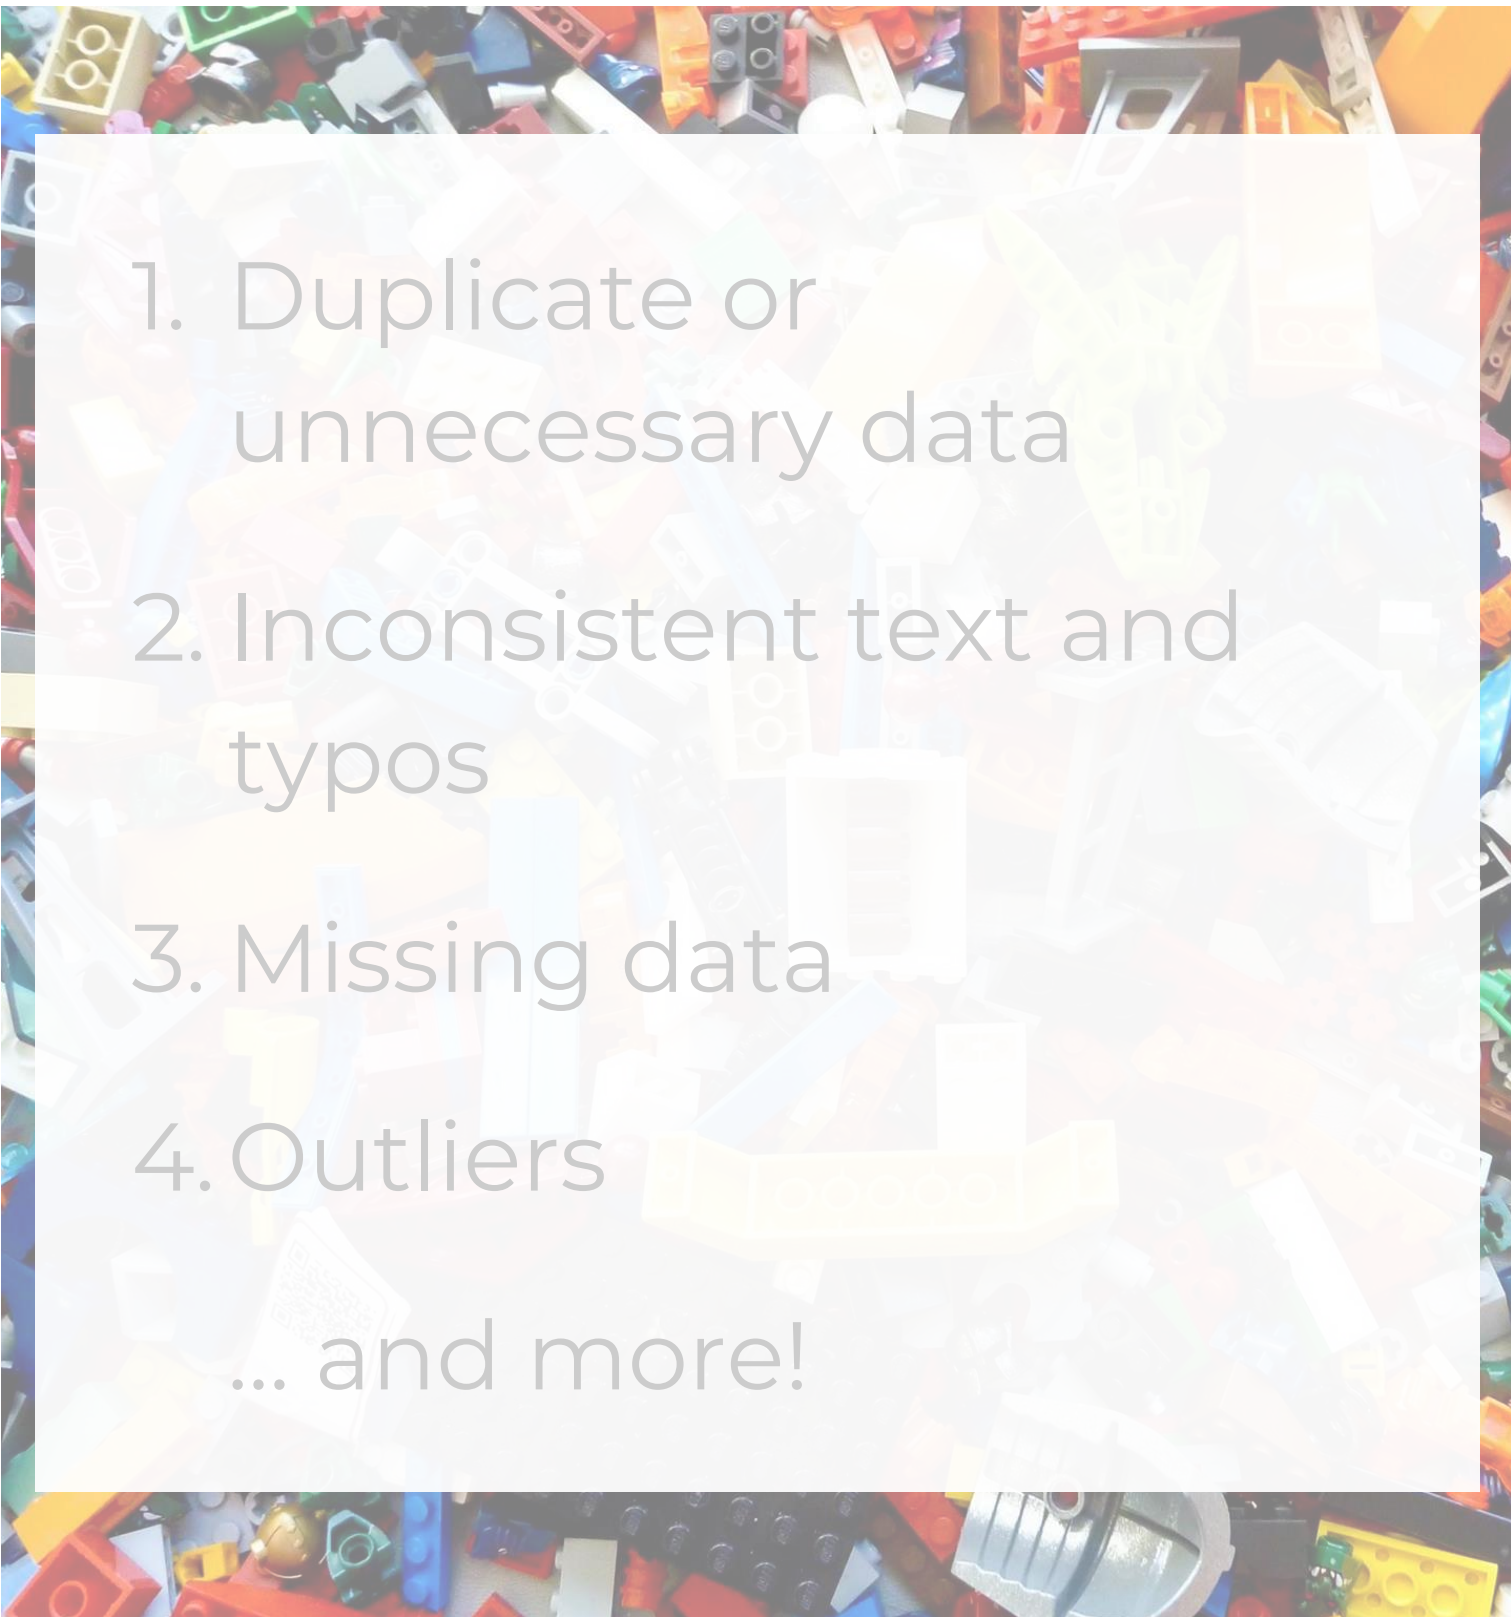 1. Duplicate or
unnecessary data
2. Inconsistent text and
typos
3. Missing data
4. Outliers
... and more!